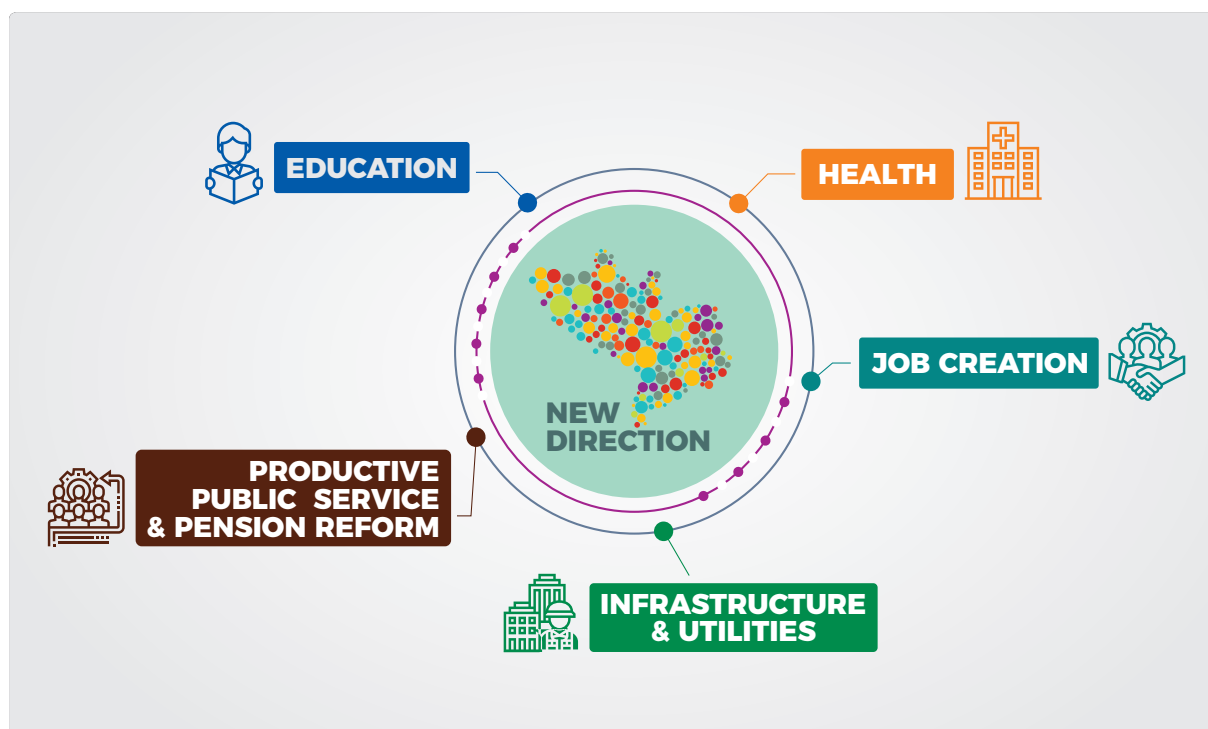 EDUCATION
HEALTH
JOB CREATION
NEW
DIRECTION
PRODUCTIVE
PUBLIC SERVICE
& PENSION REFORM
INFRASTRUCTURE
& UTILITIES